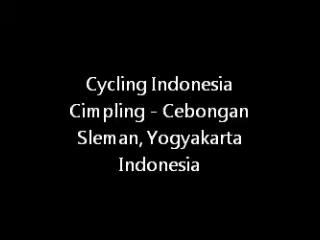 Cycling Indonesia
Cimpling - Cebongan
Sleman, Yogyakarta
Indonesia